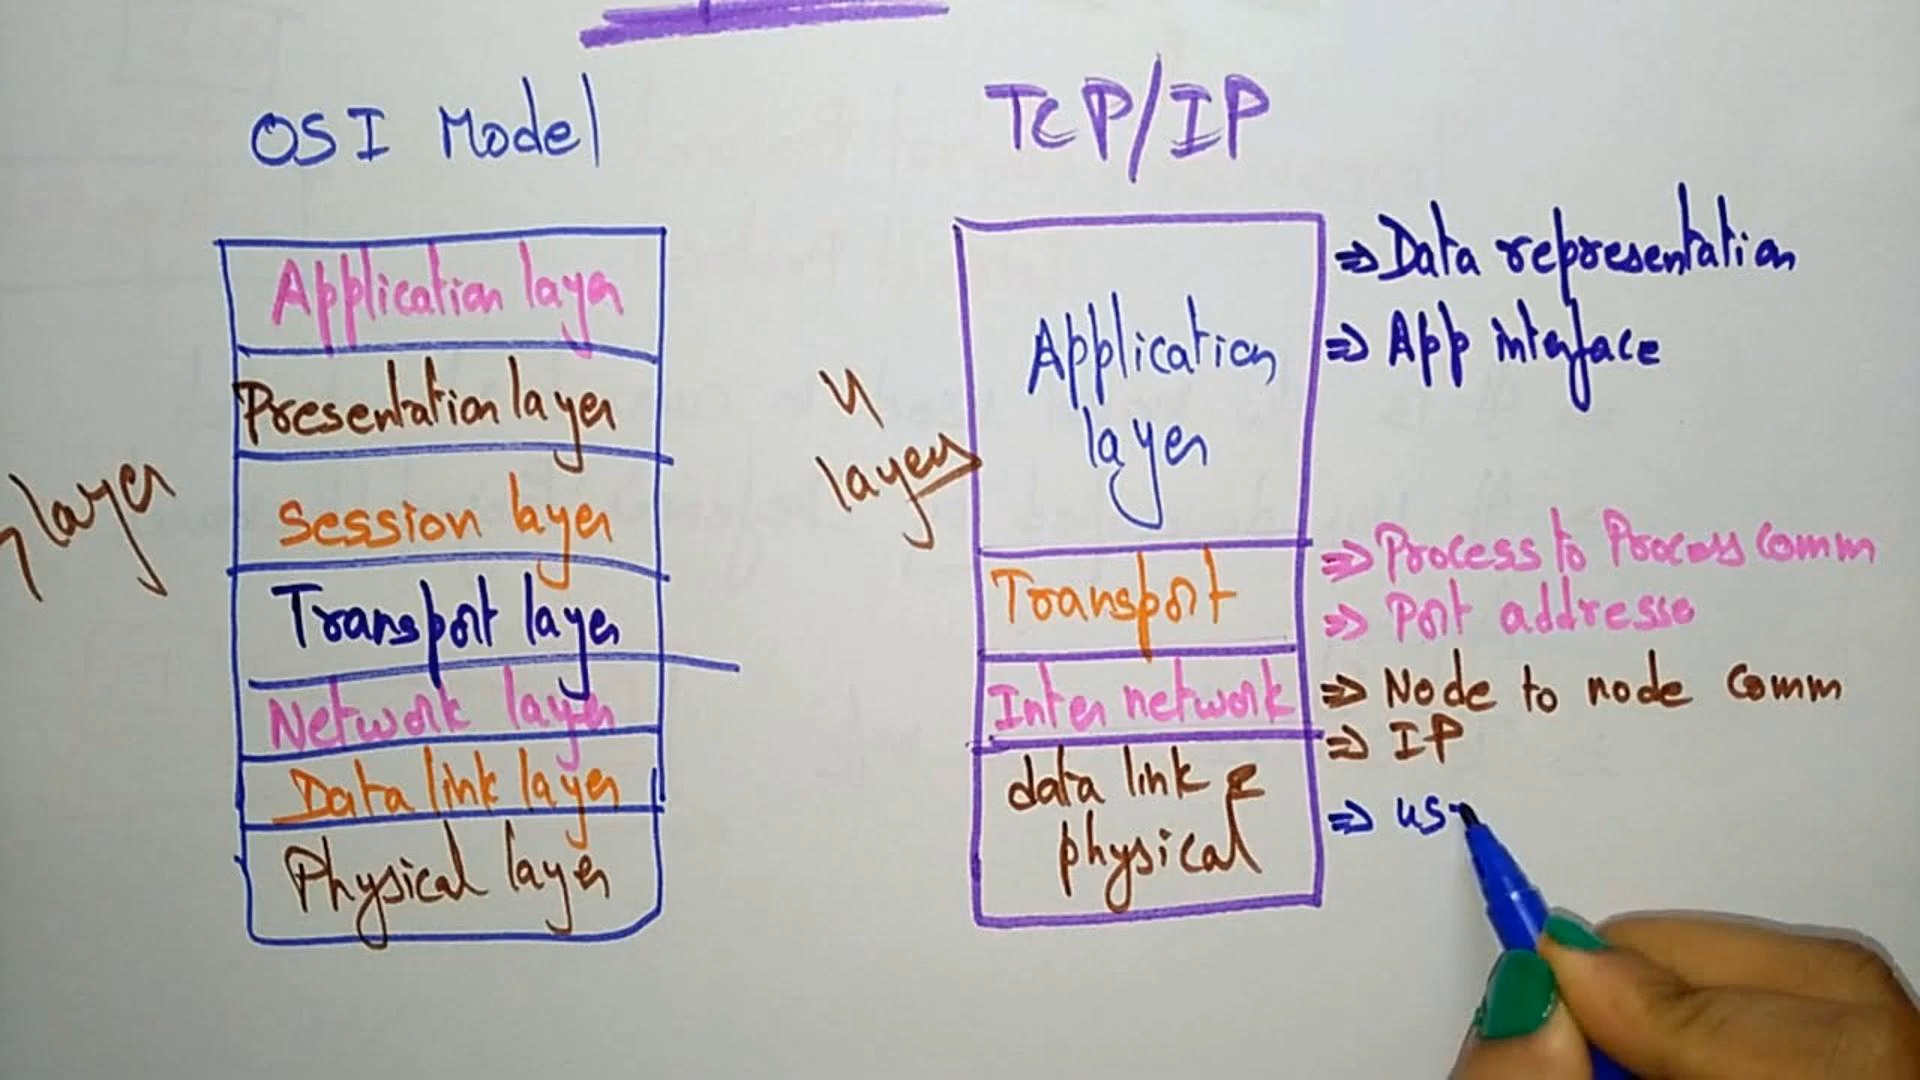 OSI Model
Application layer
Presentation layer
Session layer
Transport layer
Network layer
Data link layer
Physical layer
layer
TCP/IP
4
layers
Application
layer
Transport
Inter network
data link &
physical
⇒ Data representation
⇒ App interface
⇒ Process to Process comm
⇒ Port address
⇒ Node to node comm
⇒ IP
⇒ us